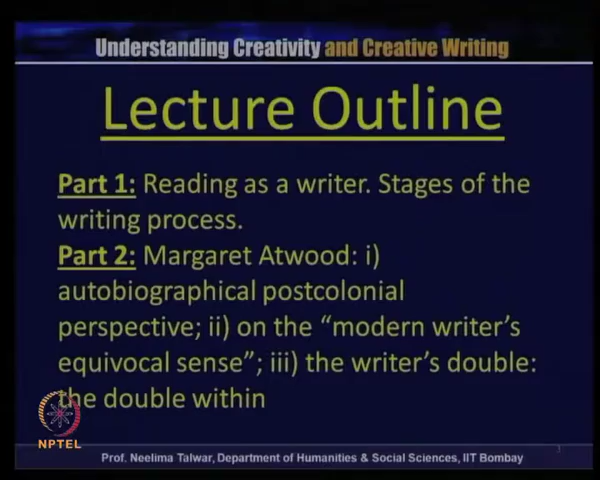 Understanding Creativity and Creative Writing
Lecture Outline
Part 1: Reading as a writer. Stages of the
writing process.
Part 2: Margaret Atwood: i)
autobiographical postcolonial
perspective; ii) on the “modern writer’s
equivocal sense”; iii) the writer’s double:
the double within
NPTEL
Prof. Neelima Talwar, Department of Humanities & Social Sciences, IIT Bombay
1